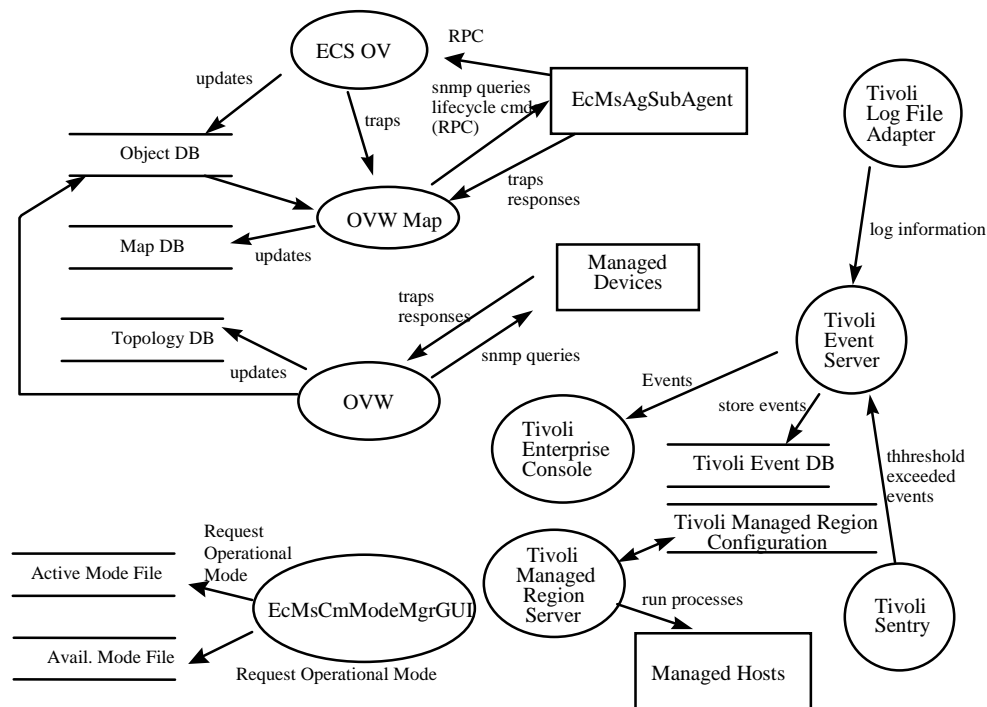 ECS OV
RPC
updates
snmp queries
lifecycle cmd
(RPC)
EcMsAgSubAgent
Tivoli
Log File
Adapter
traps
Object DB
traps
responses
OVW Map
log information
Map DB
updates
Managed
Devices
traps
responses
Topology DB
snmp queries
Tivoli
Event
Server
updates
OVW
Events
store events
Tivoli
Enterprise
Console
Tivoli Event DB
thhreshold
exceeded
events
Tivoli Managed Region
Configuration
Request
Operational
Mode
Active Mode File
EcMsCmModeMgrGUI
Tivoli
Managed
Region
Server
run processes
Tivoli
Sentry
Avail. Mode File
Request Operational Mode
Managed Hosts